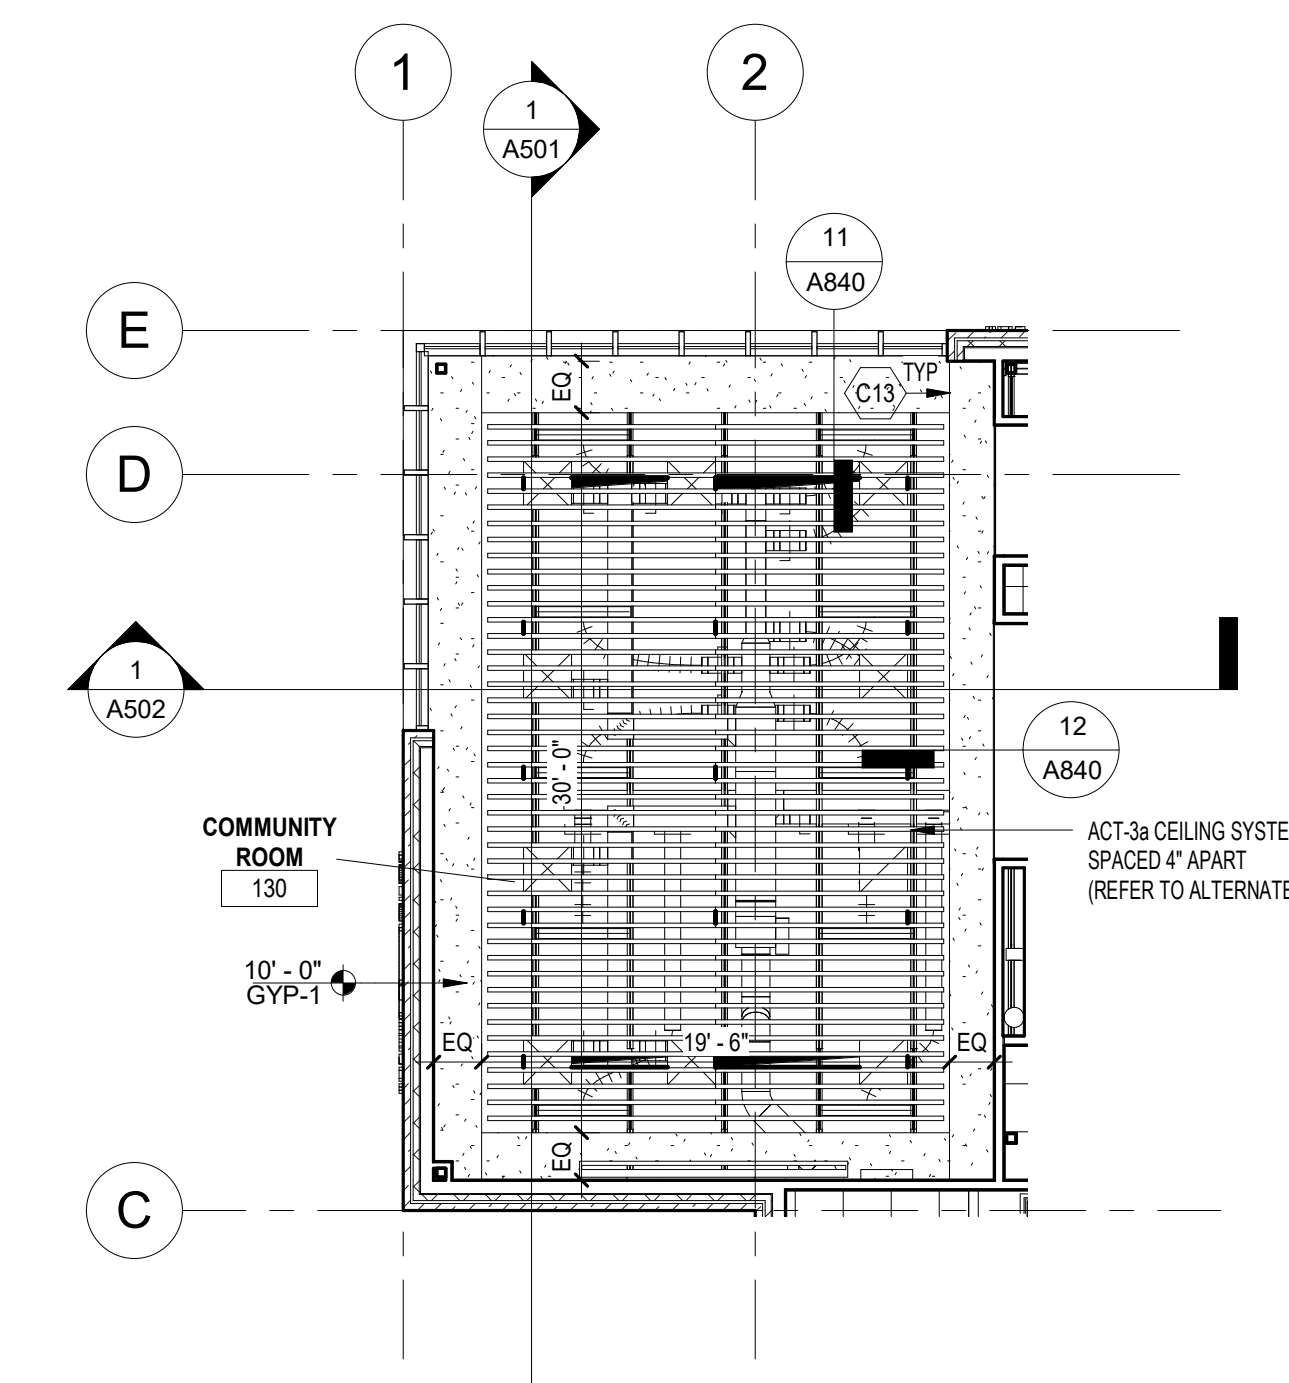 1
2
1
A501
11
A840
E
TYP
EQ
C13
D
1
A502
30' - 0"
12
A840
COMMUNITY
ROOM
130
ACT-3a CEILING SYSTE
SPACED 4" APART
(REFER TO ALTERNATE
10' - 0"
GYP-1
EQ
19' - 6"
EQ
EQ
C